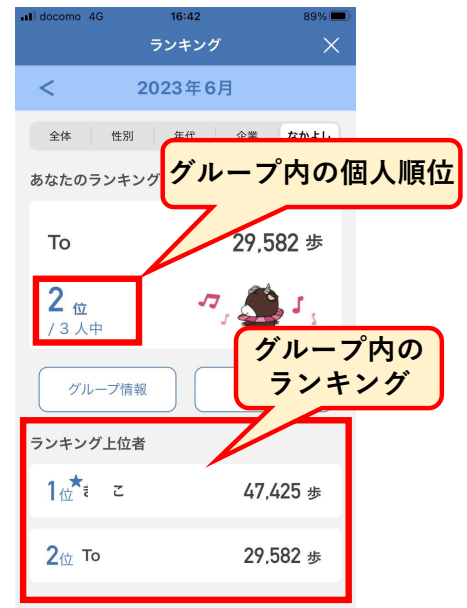 docomo 4G 16:42 89%
ランキング
2023年6月
全体 性別 年代 企業 なかよし
あなたのランキング
グループ内の個人順位
To 29,582 歩
2 位
/ 3 人中
グループ内の
ランキング
グループ情報
ランキング上位者
1位 こ 47,425 歩
2位 To 29,582 歩